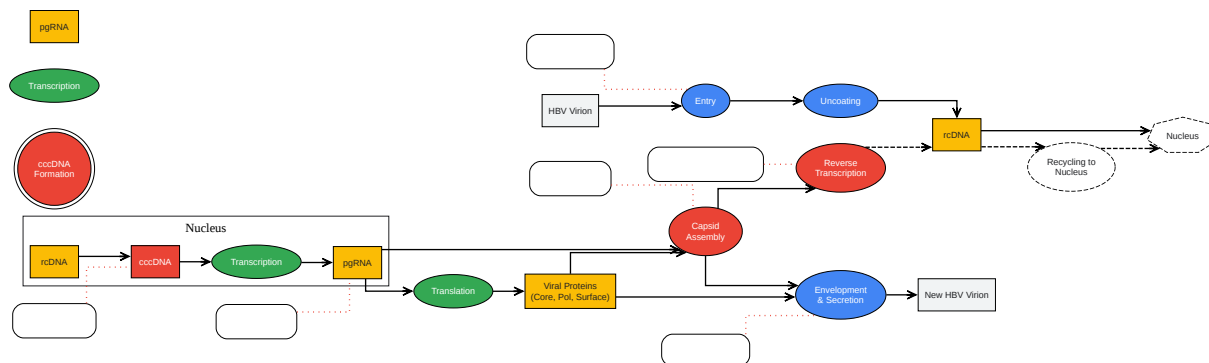 pgRNA
Transcription
cccDNA
Formation
HBV Virion
Entry
Uncoating
rcDNA
Nucleus
Recycling to
Nucleus
Reverse
Transcription
Capsid
Assembly
Nucleus
rcDNA
cccDNA
Transcription
pgRNA
Translation
Viral Proteins
(Core, Pol, Surface)
Envelopment
& Secretion
New HBV Virion